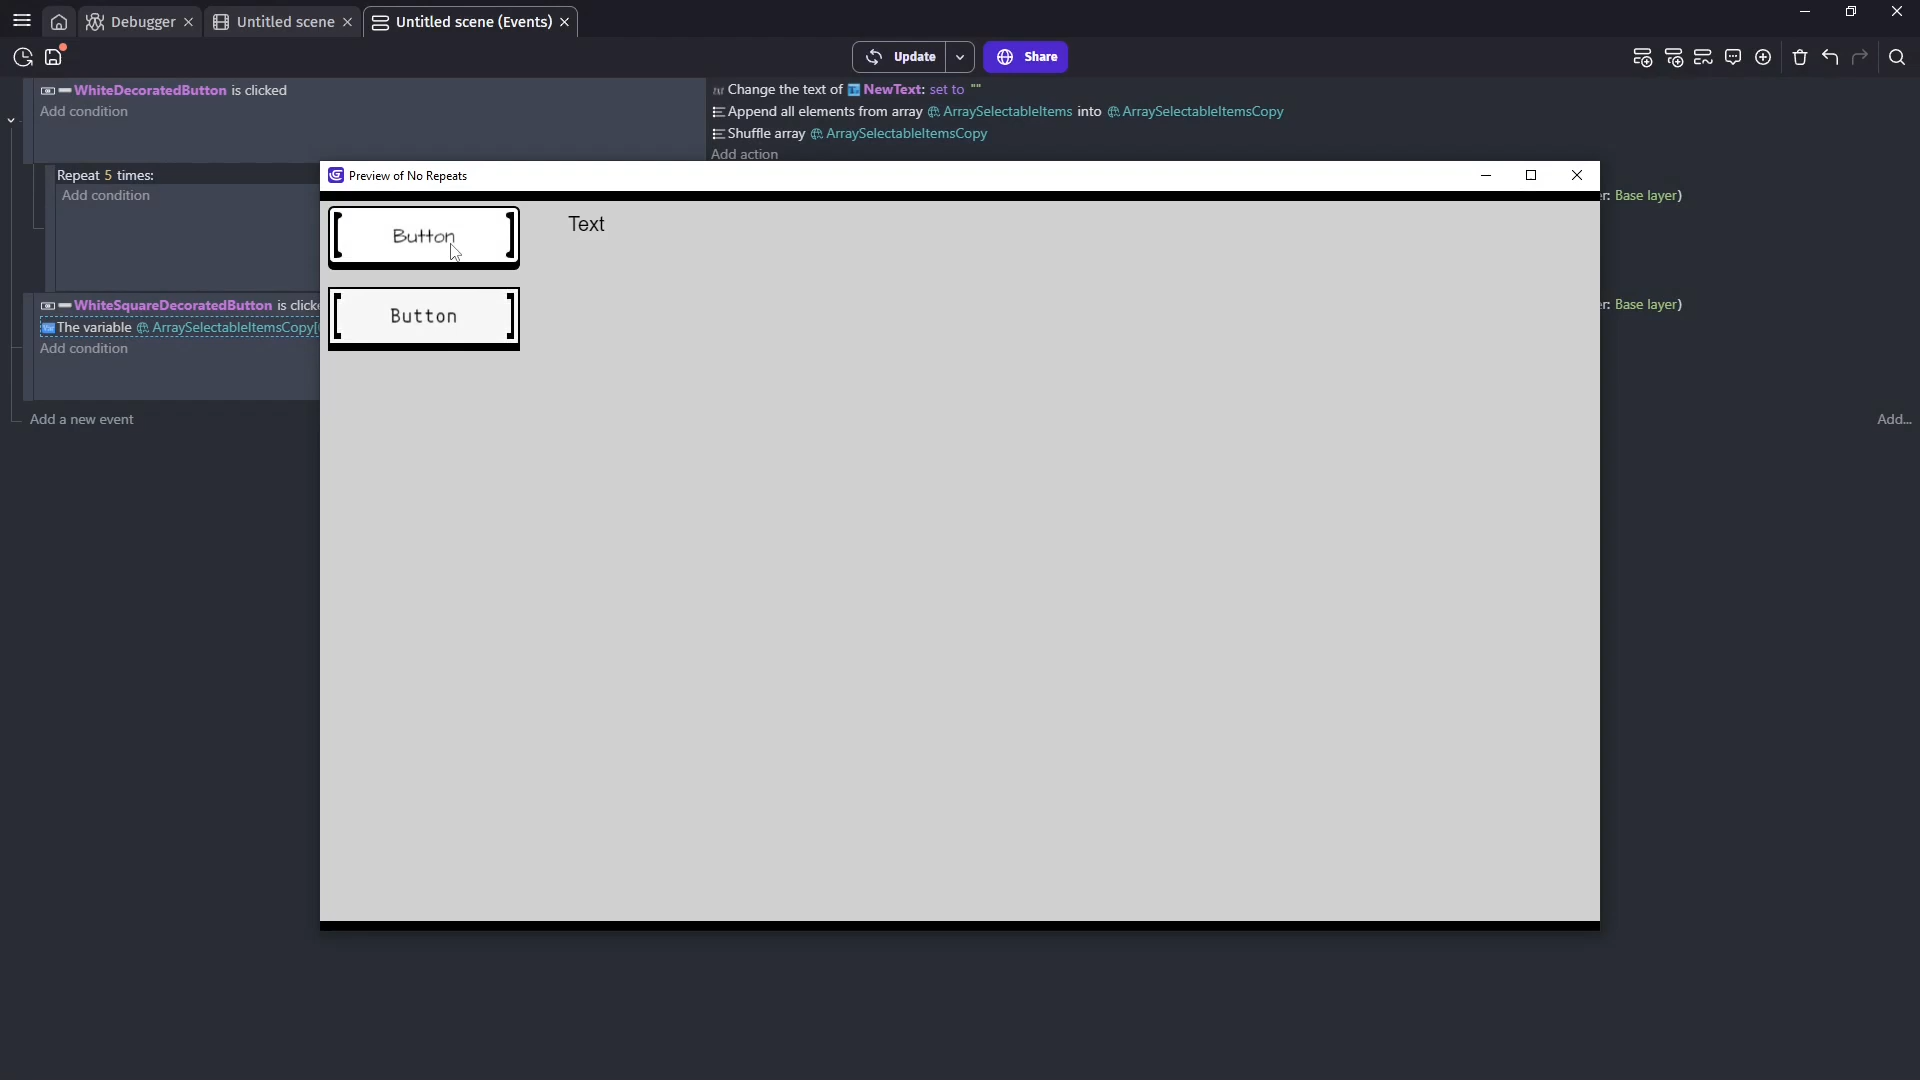 Debugger
Untitled scene
Untitled scene (Events)
Update
Share
WhiteDecoratedButton is clicked
Add condition
Change the text of NewText: set to ""
Append all elements from array ArraySelectableItems into ArraySelectableItemsCopy
Shuffle array ArraySelectableItemsCopy
Add action
Repeat 5 times:
Add condition
Preview of No Repeats
Button
Text
Button
r: Base layer)
WhiteSquareDecoratedButton is clicke
r: Base layer)
The variable ArraySelectableItemsCopy[
Add condition
Add a new event
Add...